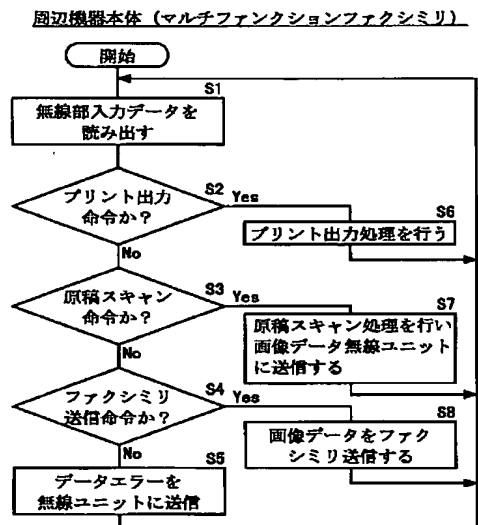 周辺機器本体(マルチファンクションファクシミリ)
開始
S1
無線部入力データを
読み出す
S2
プリント出力
命令か?
Yes
No
S6
プリント出力処理を行う
S3
原稿スキャン
命令か?
Yes
No
S7
原稿スキャン処理を行い
画像データ無線ユニット
に送信する
S4
ファクシミリ
送信命令か?
Yes
No
S8
画像データをファク
シミリ送信する
S5
データエラーを
無線ユニットに送信